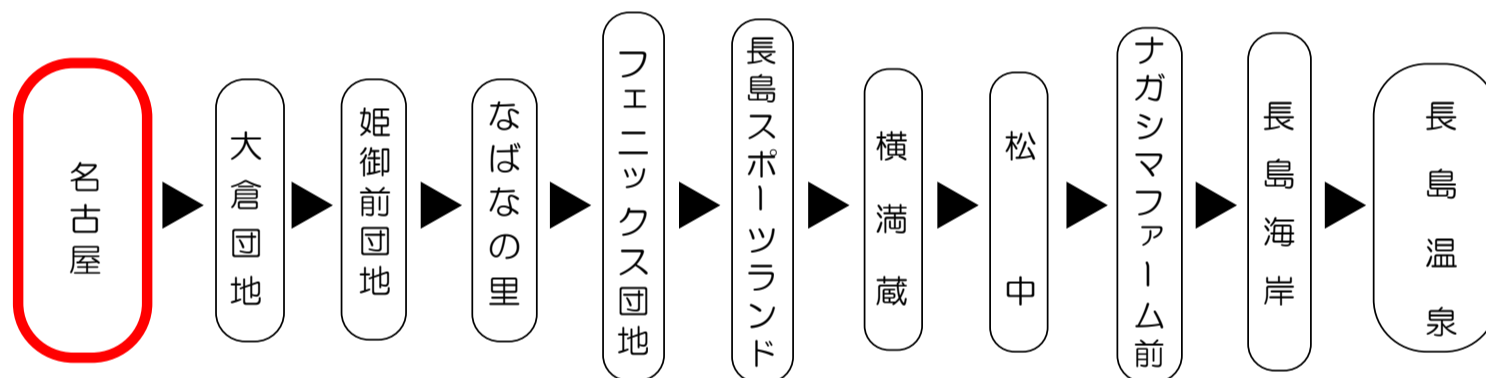 名古屋
大倉団地
姫御前団地
なばなの里
フェニックス団地
長島スポーツランド
横満蔵
松中
ナガシマファーム前
長島海岸
長島温泉